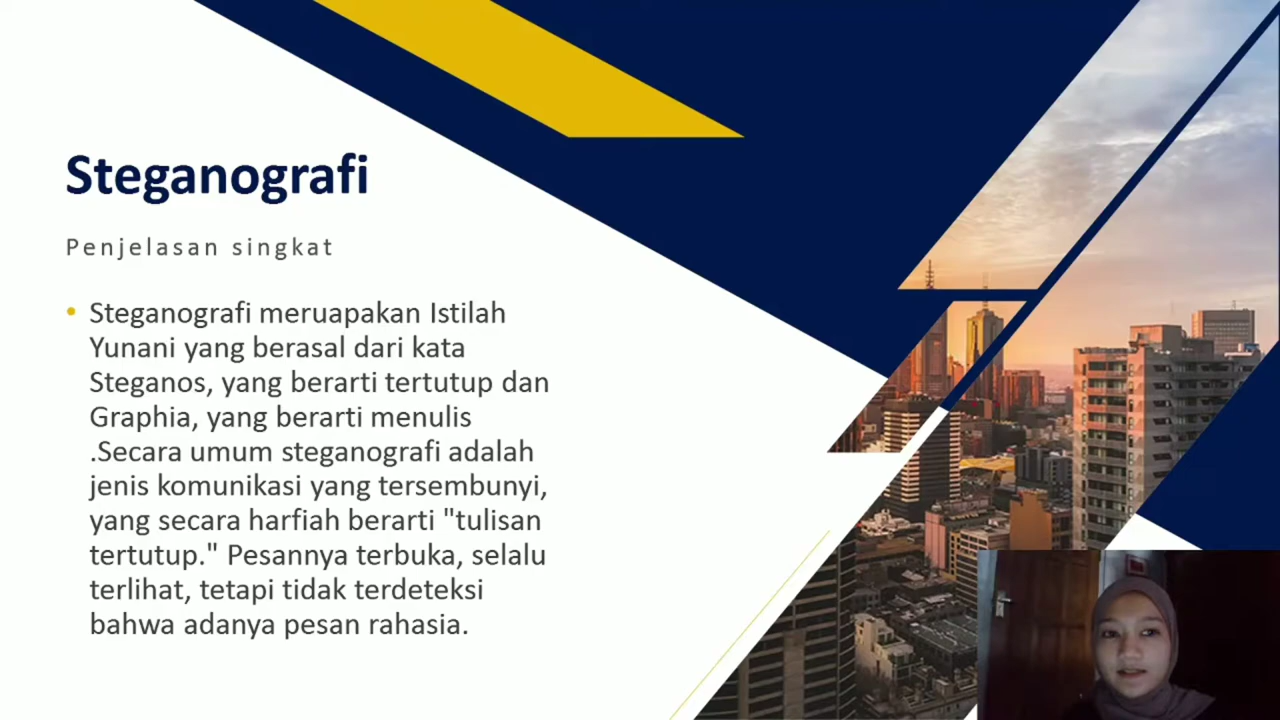 Steganografi
Penjelasan singkat
• Steganografi meruapakan Istilah
Yunani yang berasal dari kata
Steganos, yang berarti tertutup dan
Graphia, yang berarti menulis
.Secara umum steganografi adalah
jenis komunikasi yang tersembunyi,
yang secara harfiah berarti "tulisan
tertutup." Pesannya terbuka, selalu
terlihat, tetapi tidak terdeteksi
bahwa adanya pesan rahasia.